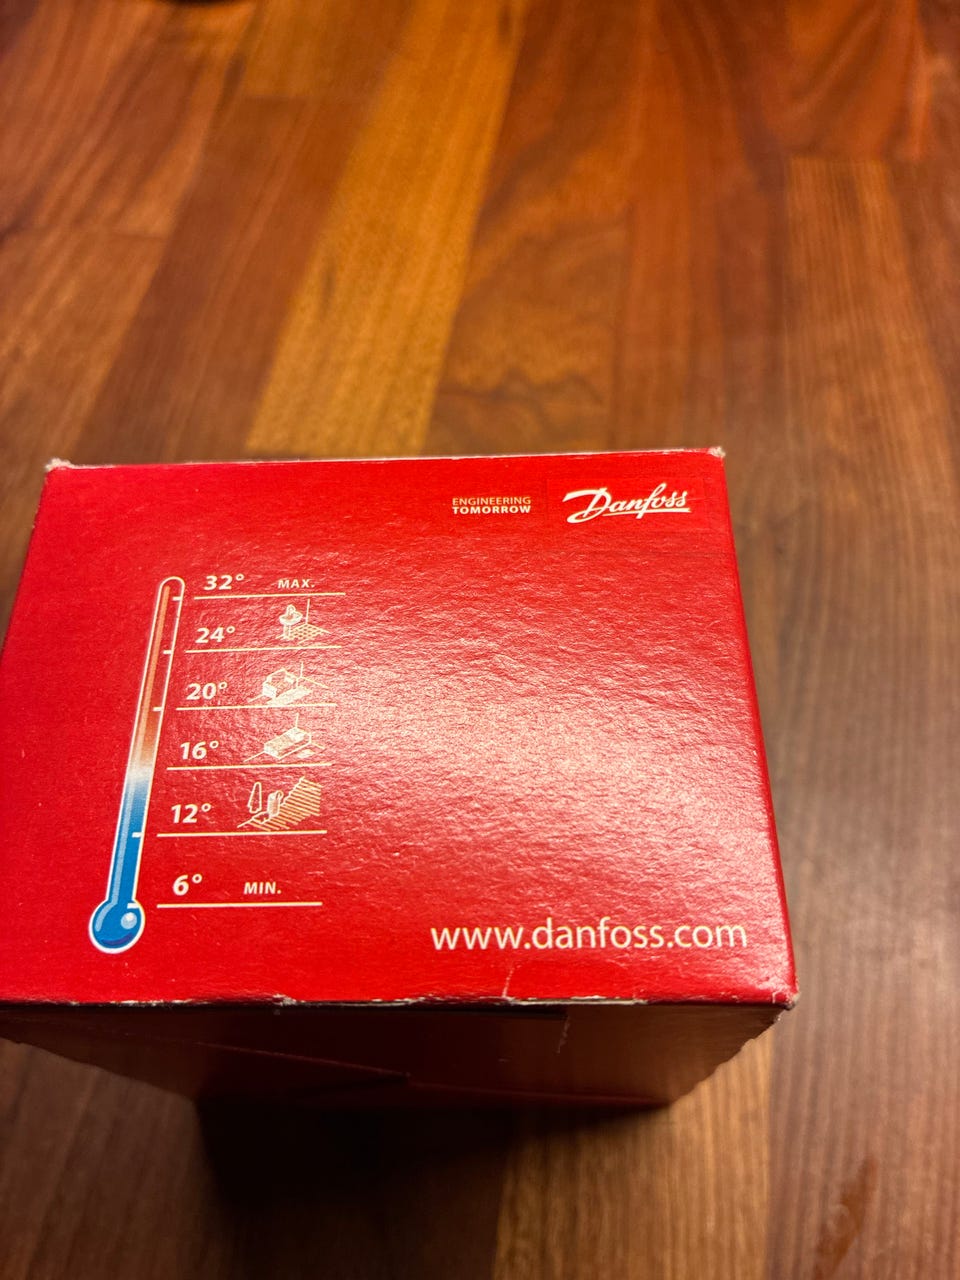 ENGINEERING
TOMORROW
Danfoss
32° MAX.
24°
20°
16°
12°
6° MIN.
www.danfoss.com